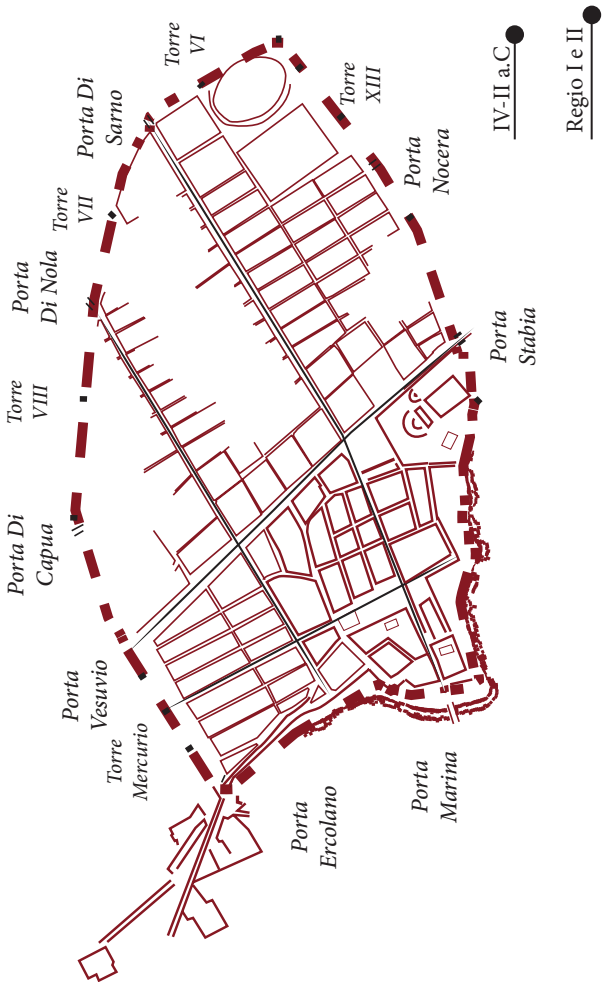 Torre
Mercurio
Porta
Vesuvio
Porta Di
Capua
Torre
VIII
Porta
Di Nola
Torre
VII
Porta Di
Sarno
Torre
VI
Torre
XIII
Porta
Nocera
Porta
Stabia
Porta
Marina
Porta
Ercolano
IV-II a.C
Regio I e II